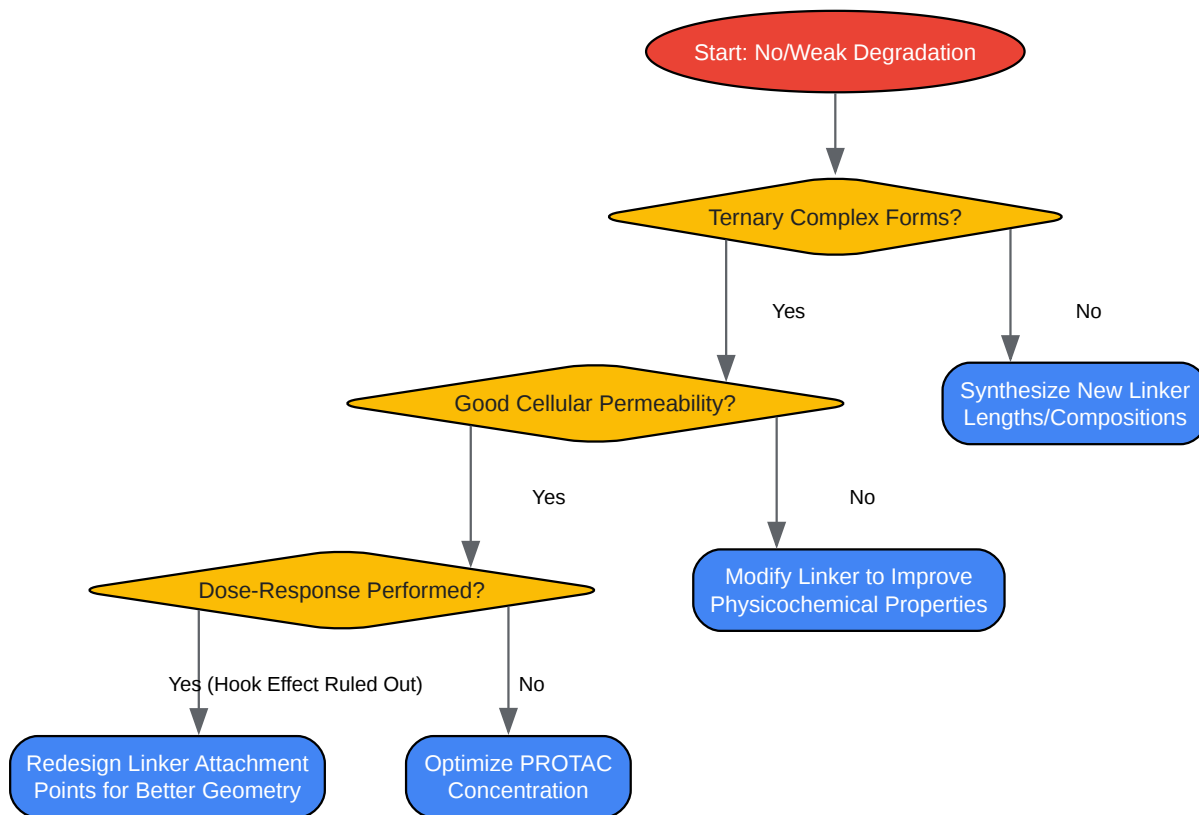 Start: No/Weak Degradation
Ternary Complex Forms?
Yes
No
Good Cellular Permeability?
Synthesize New Linker
Lengths/Compositions
Yes
No
Dose-Response Performed?
Modify Linker to Improve
Physicochemical Properties
Yes (Hook Effect Ruled Out)
No
Redesign Linker Attachment
Points for Better Geometry
Optimize PROTAC
Concentration